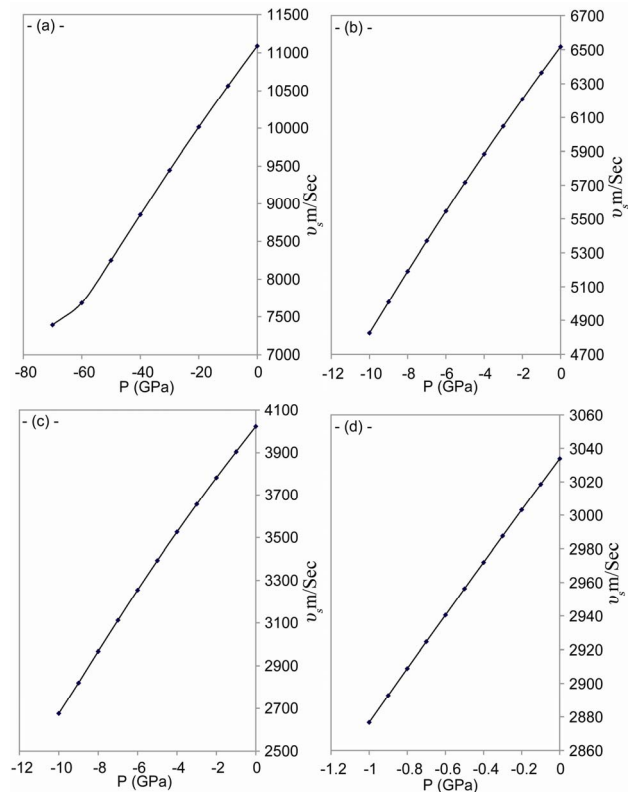 - (a) -
11500
11000
10500
10000
9500
9000
8500
8000
7500
7000
υs m/Sec
-80 -60 -40 -20 0
P (GPa)
- (b) -
6700
6500
6300
6100
5900
5700
5500
5300
5100
4900
4700
υs m/Sec
-12 -10 -8 -6 -4 -2 0
P (GPa)
- (c) -
4100
3900
3700
3500
3300
3100
2900
2700
2500
υs m/Sec
-12 -10 -8 -6 -4 -2 0
P (GPa)
- (d) -
3060
3040
3020
3000
2980
2960
2940
2920
2900
2880
2860
υs m/Sec
-1.2 -1 -0.8 -0.6 -0.4 -0.2 0
P (GPa)